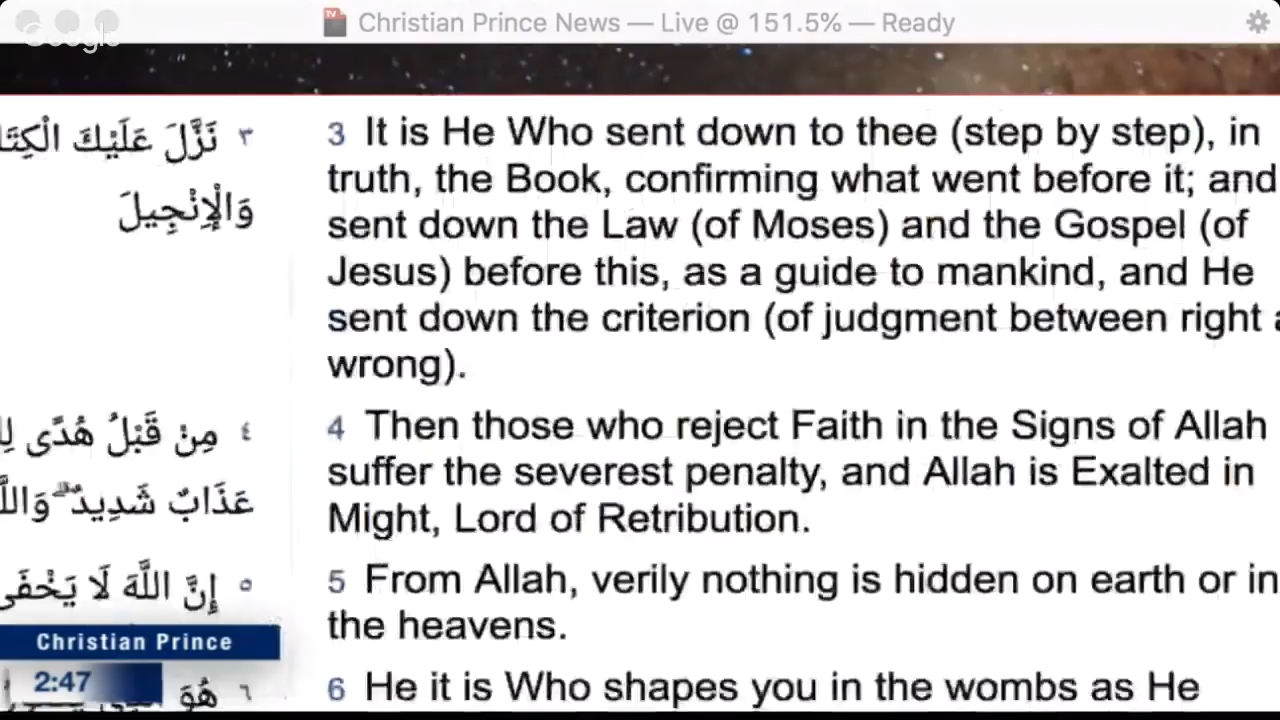 Christian Prince News — Live @ 151.5% — Ready
Google
TV
3 It is He Who sent down to thee (step by step), in
truth, the Book, confirming what went before it; and
sent down the Law (of Moses) and the Gospel (of
Jesus) before this, as a guide to mankind, and He
sent down the criterion (of judgment between right
wrong).
٣ نَزَّلَ عَلَيْكَ
وَالْإِنْجِيلَ
4 Then those who reject Faith in the Signs of Allah
suffer the severest penalty, and Allah is Exalted in
Might, Lord of Retribution.
٤ مِنْ قَبْلُ هُدًى
عَذَابٌ شَدِيدٌ ۗ
5 From Allah, verily nothing is hidden on earth or in
the heavens.
٥ إِنَّ اللَّهَ لَا
6 He it is Who shapes you in the wombs as He
٦ هُوَ
Christian Prince
2:47